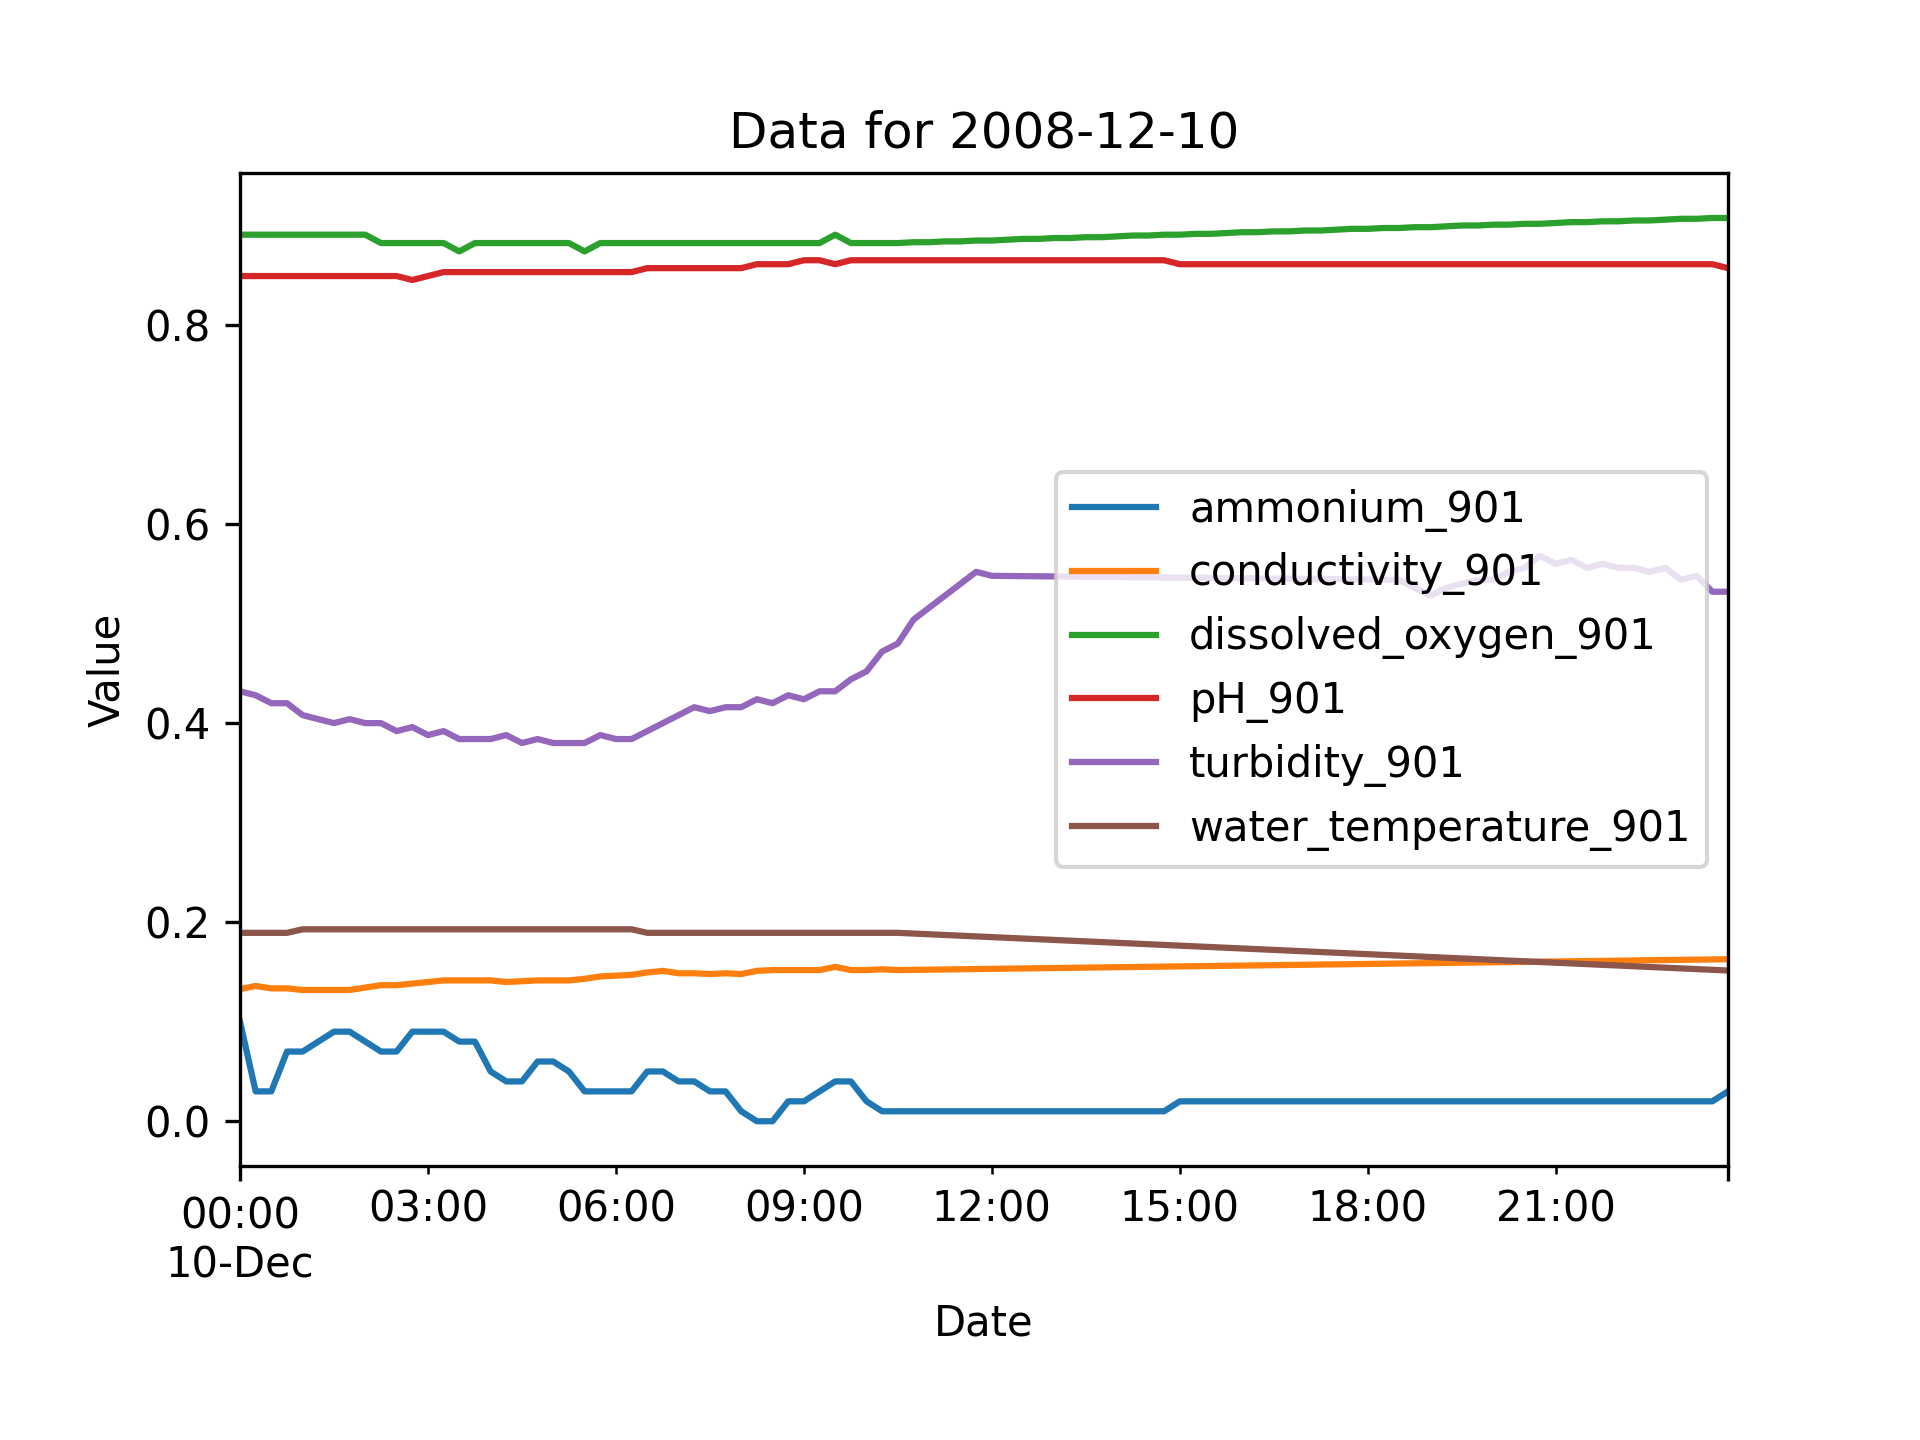 Data for 2008-12-10
Value
0.8
0.6
0.4
0.2
0.0
ammonium_901
conductivity_901
dissolved_oxygen_901
pH_901
turbidity_901
water_temperature_901
00:00 03:00 06:00 09:00 12:00 15:00 18:00 21:00
10-Dec
Date